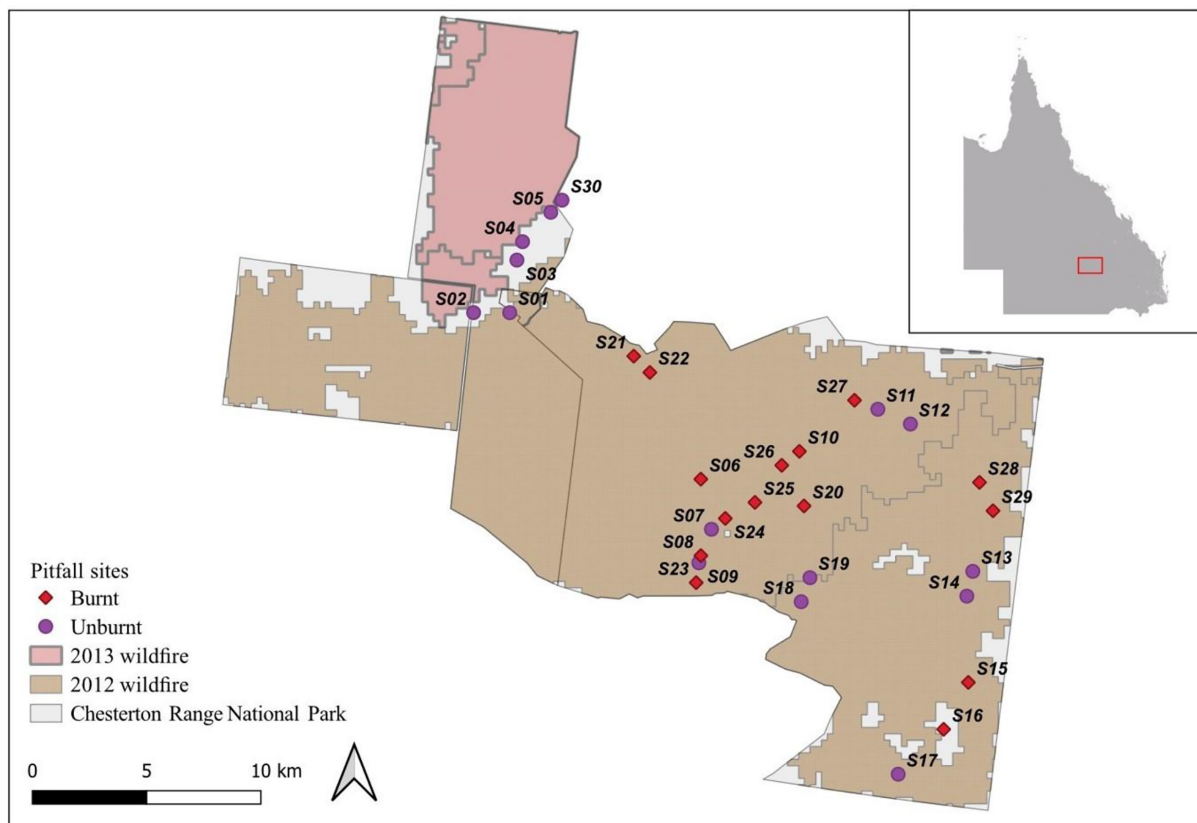 S30
S05
S04
S03
S02
S01
S21
S22
S27
S11
S12
S10
S26
S06
S28
S25
S20
S29
S07
S24
S08
S19
S13
S23
S09
S18
S14
S15
S16
S17
Pitfall sites
Burnt
Unburnt
2013 wildfire
2012 wildfire
Chesterton Range National Park
0 5 10 km